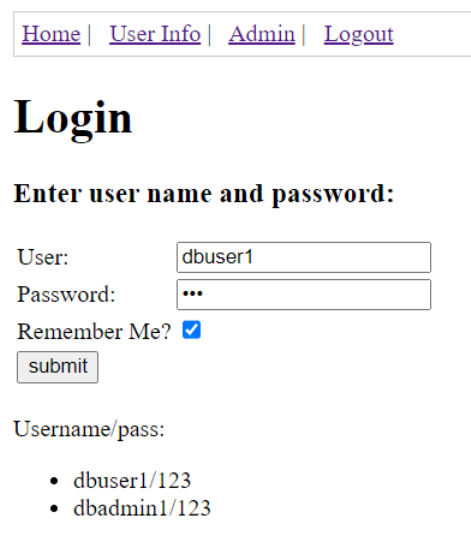 Home | User Info | Admin | Logout
Login
Enter user name and password:
User: dbuser1
Password: •••
Remember Me?
submit
Username/pass:
• dbuser1/123
• dbadmin1/123